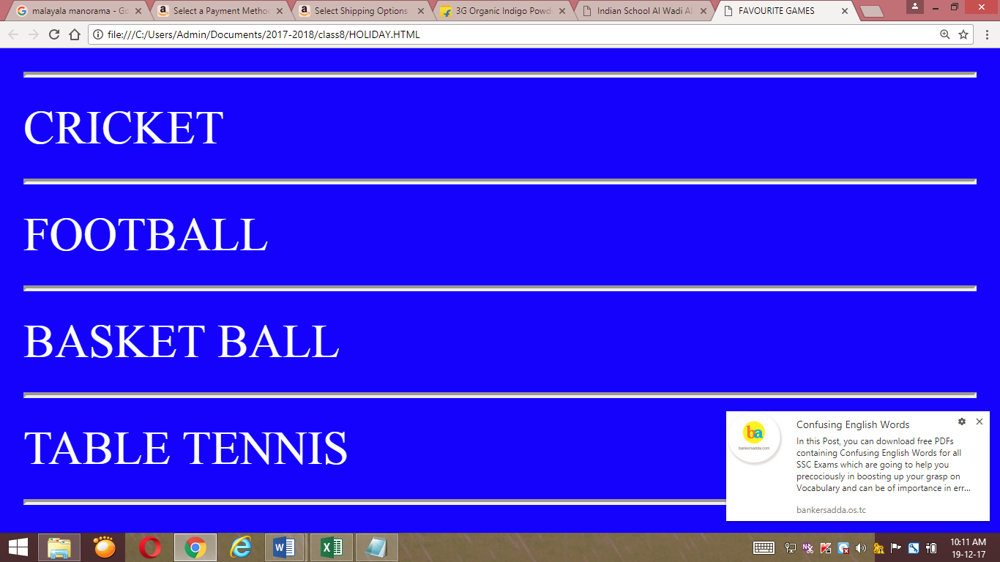 malayala manorama - Go
Select a Payment Metho
Select Shipping Options
3G Organic Indigo Powd
Indian School Al Wadi Al
FAVOURITE GAMES
file:///C:/Users/Admin/Documents/2017-2018/class8/HOLIDAY.HTML
CRICKET
FOOTBALL
BASKET BALL
TABLE TENNIS
ba
bankersadda.com
Confusing English Words
In this Post, you can download free PDFs
containing Confusing English Words for all
SSC Exams which are going to help you
precociously in boosting up your grasp on
Vocabulary and can be of importance in err...
bankersadda.os.tc
10:11 AM
19-12-17